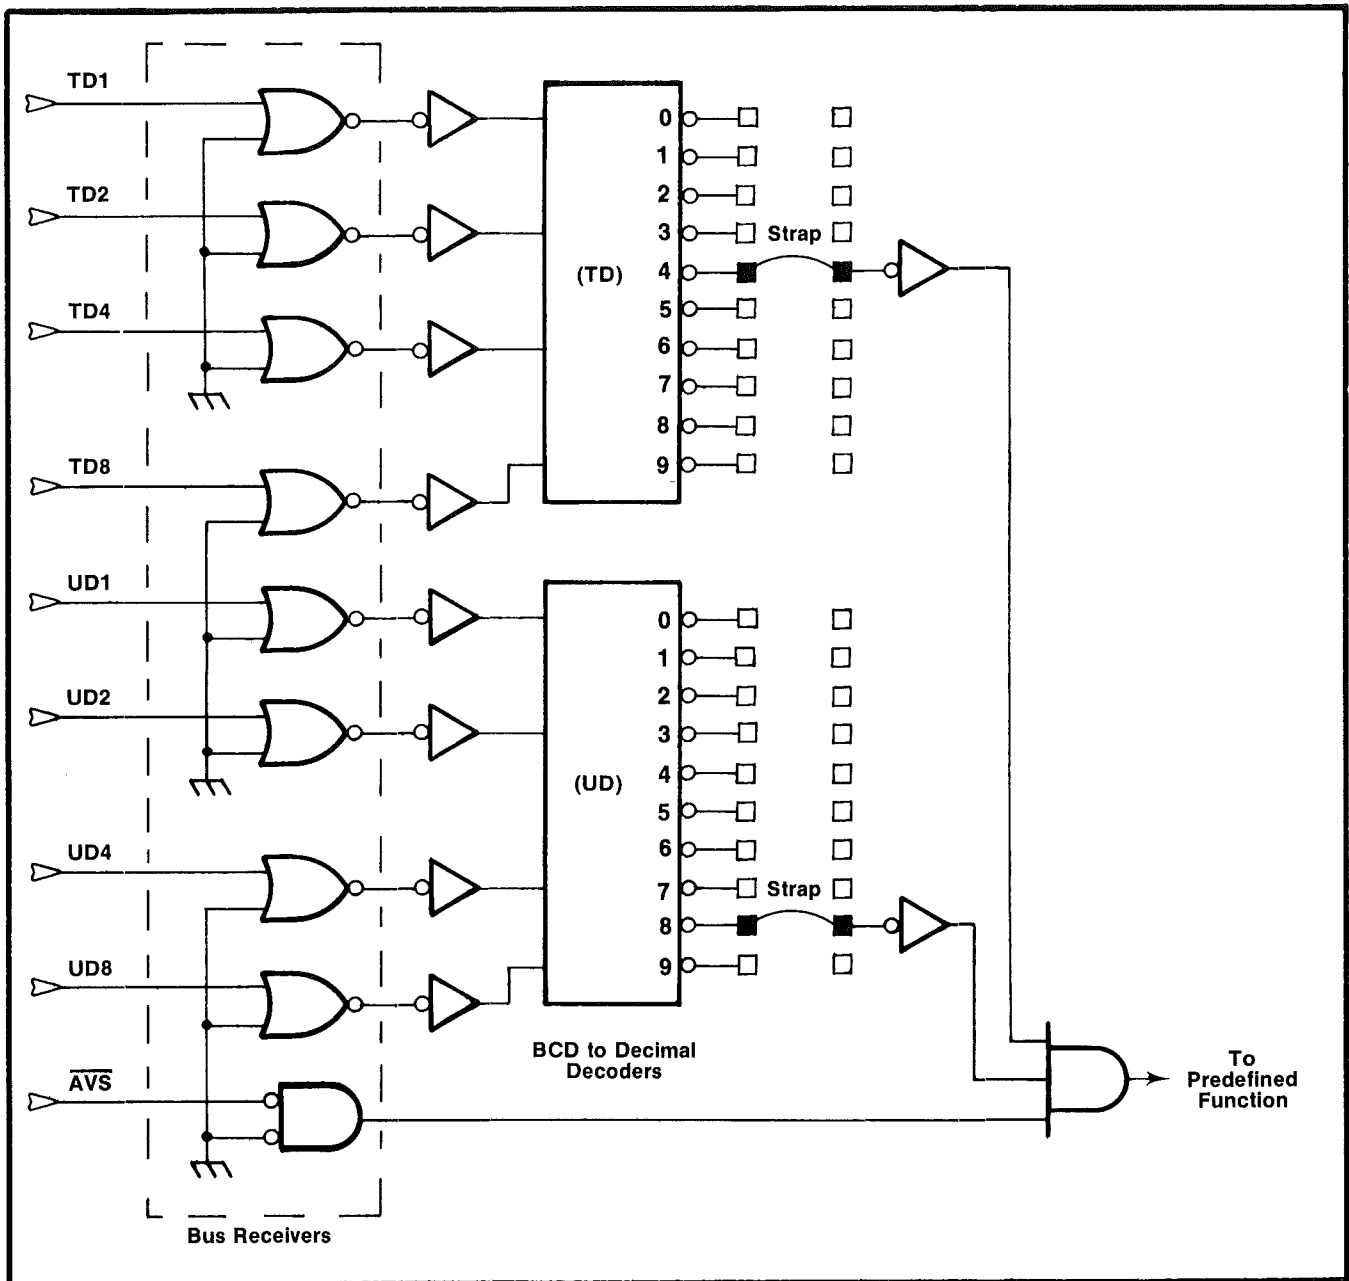 TD1
TD2
TD4
TD8
UD1
UD2
UD4
UD8
AVS
Bus Receivers
(TD)
0
1
2
3
4
5
6
7
8
9
Strap
(UD)
0
1
2
3
4
5
6
7
8
9
Strap
BCD to Decimal
Decoders
To
Predefined
Function